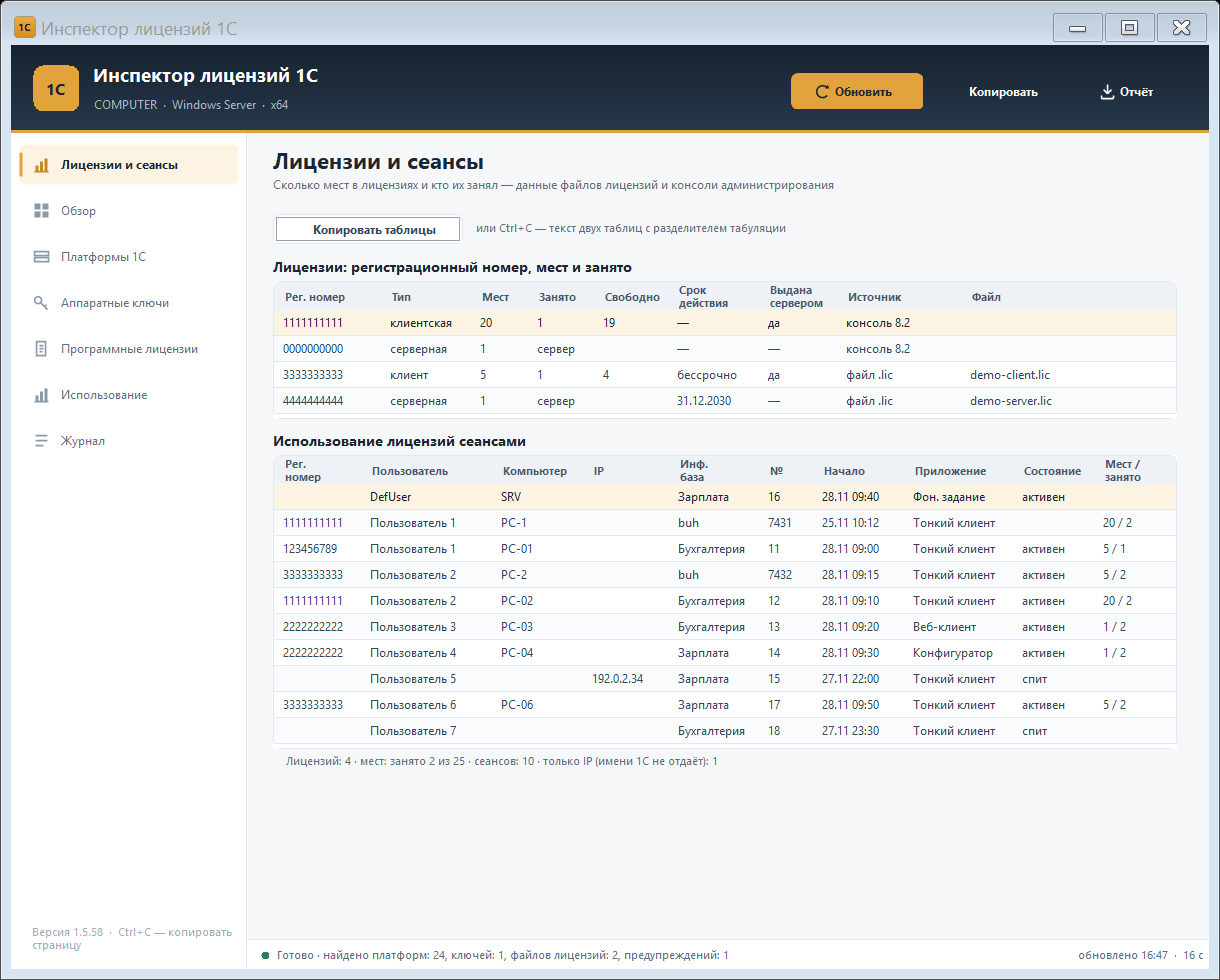 1С Инспектор лицензий 1С
1С
Инспектор лицензий 1С
COMPUTER · Windows Server · x64
Обновить
Копировать
Отчёт
Лицензии и сеансы
Обзор
Платформы 1С
Аппаратные ключи
Программные лицензии
Использование
Журнал
Версия 1.5.58 · Ctrl+C — копировать
страницу
Лицензии и сеансы
Сколько мест в лицензиях и кто их занял — данные файлов лицензий и консоли администрирования
Копировать таблицы
или Ctrl+C — текст двух таблиц с разделителем табуляции
Лицензии: регистрационный номер, мест и занято
Рег. номер Тип Мест Занято Свободно Срок действия Выдана сервером Источник Файл
1111111111 клиентская 20 1 19 — да консоль 8.2
0000000000 серверная 1 сервер — — консоль 8.2
3333333333 клиент 5 1 4 бессрочно да файл .lic demo-client.lic
4444444444 серверная 1 сервер 31.12.2030 — файл .lic demo-server.lic
Использование лицензий сеансами
Рег. номер Пользователь Компьютер IP Инф. база № Начало Приложение Состояние Мест / занято
DefUser SRV Зарплата 16 28.11 09:40 Фон. задание активен
1111111111 Пользователь 1 PC-1 buh 7431 25.11 10:12 Тонкий клиент 20 / 2
123456789 Пользователь 1 PC-01 Бухгалтерия 11 28.11 09:00 Тонкий клиент активен 5 / 1
3333333333 Пользователь 2 PC-2 buh 7432 28.11 09:15 Тонкий клиент активен 5 / 2
1111111111 Пользователь 2 PC-02 Бухгалтерия 12 28.11 09:10 Тонкий клиент активен 20 / 2
2222222222 Пользователь 3 PC-03 Бухгалтерия 13 28.11 09:20 Веб-клиент активен 1 / 2
2222222222 Пользователь 4 PC-04 Зарплата 14 28.11 09:30 Конфигуратор активен 1 / 2
Пользователь 5 192.0.2.34 Зарплата 15 27.11 22:00 Тонкий клиент спит
3333333333 Пользователь 6 PC-06 Зарплата 17 28.11 09:50 Тонкий клиент активен 5 / 2
Пользователь 7 Бухгалтерия 18 27.11 23:30 Тонкий клиент спит
Лицензий: 4 · мест: занято 2 из 25 · сеансов: 10 · только IP (имени 1С не отдаёт): 1
Готово · найдено платформ: 24, ключей: 1, файлов лицензий: 2, предупреждений: 1
обновлено 16:47 · 16 с